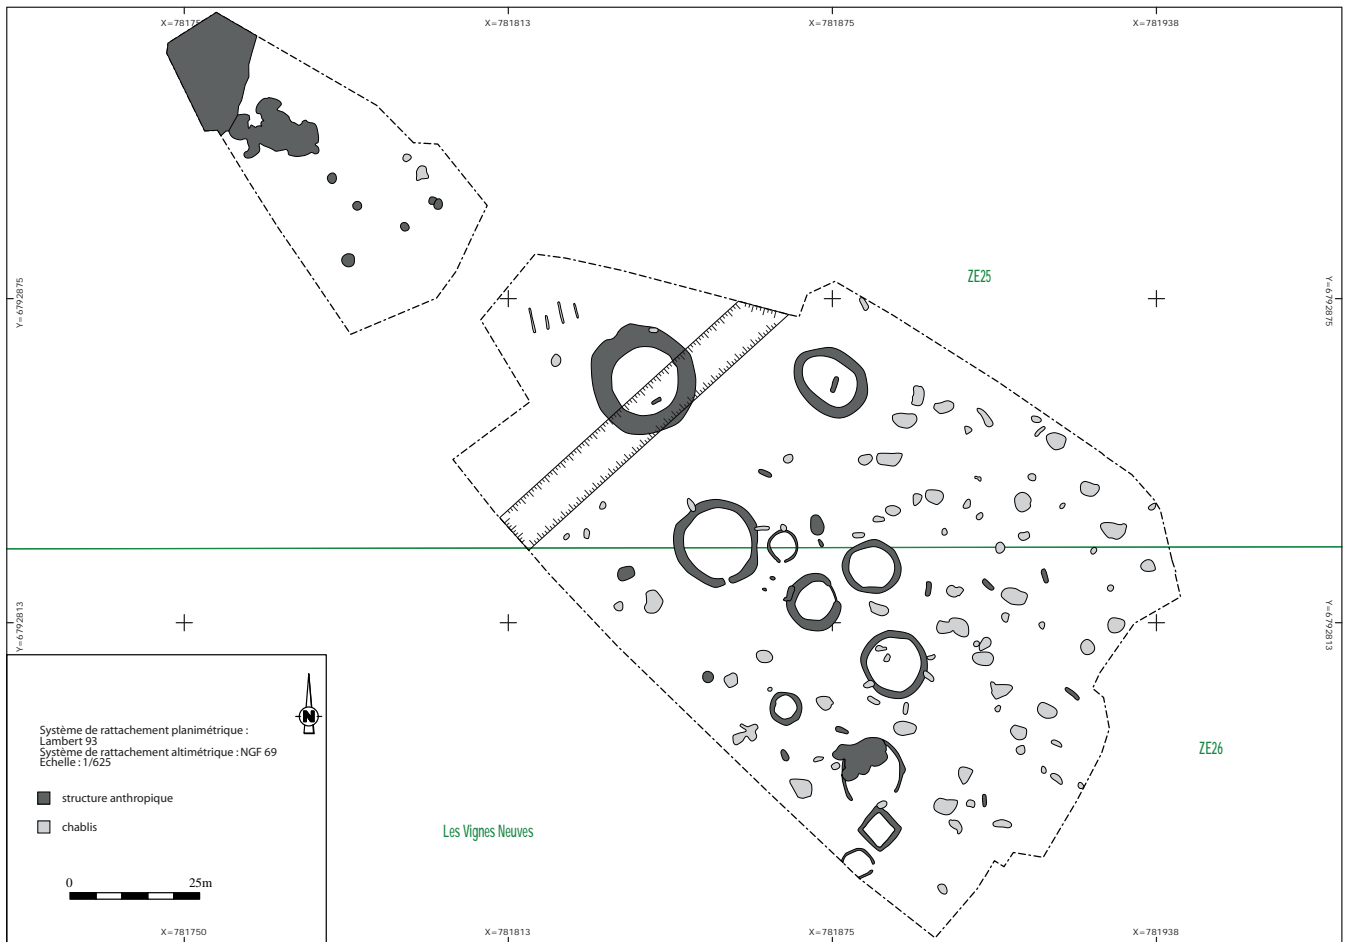 X=78175
X=781813
X=781875
X=781938
ZE25
Y=6792875
Y=6792875
Y=6792813
Y=6792813
N
Système de rattachement planimétrique :
Lambert 93
Système de rattachement altimétrique : NGF 69
Echelle : 1/625
ZE26
structure anthropique
chablis
Les Vignes Neuves
0 25m
X=781750
X=781813
X=781875
X=781938